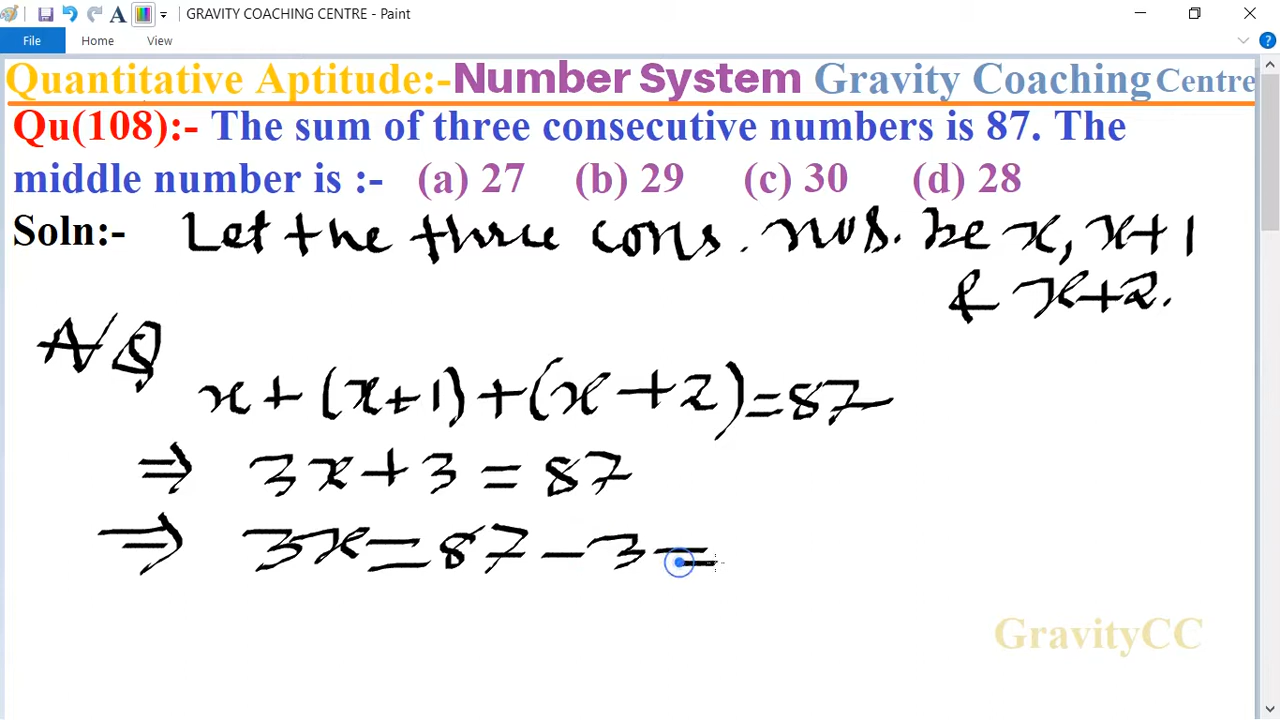 GRAVITY COACHING CENTRE - Paint
File Home View
Quantitative Aptitude:-Number System Gravity Coaching Centre
Qu(108):- The sum of three consecutive numbers is 87. The
middle number is :- (a) 27 (b) 29 (c) 30 (d) 28
Soln:- Let the three cons. nos. be x, x+1
& x+2.
A/Q
x+(x+1)+(x+2)=87
⇒ 3x+3=87
⇒ 3x=87-3=
GravityCC